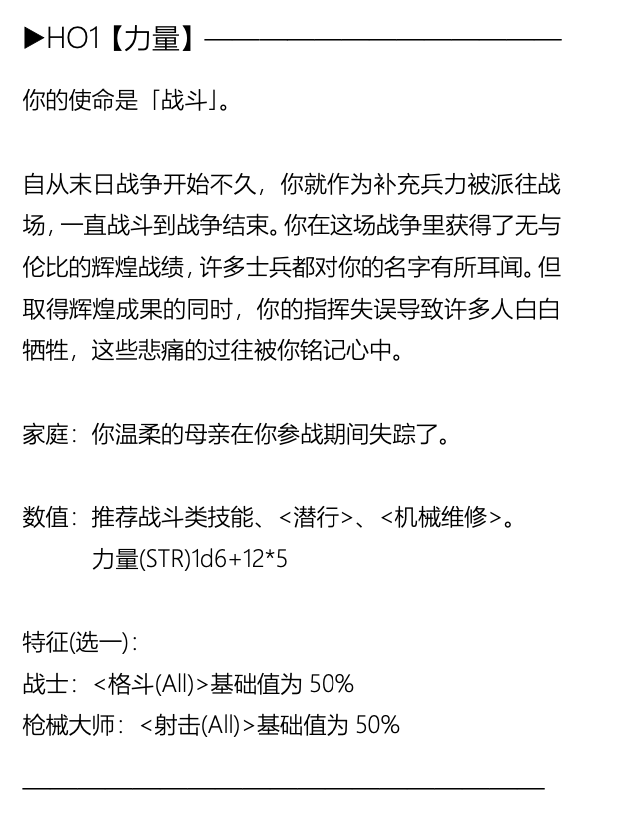 ▶HO1【力量】
你的使命是「战斗」。
自从末日战争开始不久，你就作为补充兵力被派往战
场，一直战斗到战争结束。你在这场战争里获得了无与
伦比的辉煌战绩，许多士兵都对你的名字有所耳闻。但
取得辉煌成果的同时，你的指挥失误导致许多人白白
牺牲，这些悲痛的过往被你铭记心中。
家庭：你温柔的母亲在你参战期间失踪了。
数值：推荐战斗类技能、<潜行>、<机械维修>。
力量(STR)1d6+12*5
特征(选一)：
战士：<格斗(All)>基础值为 50%
枪械大师：<射击(All)>基础值为 50%